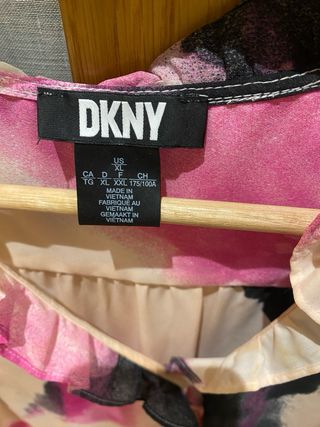 DKNY
US
XL
CA D F CH
TG XL XXL 175/100A
MADE IN
VIETNAM
FABRIQUÉ AU
VIETNAM
GEMAAKT IN
VIETNAM